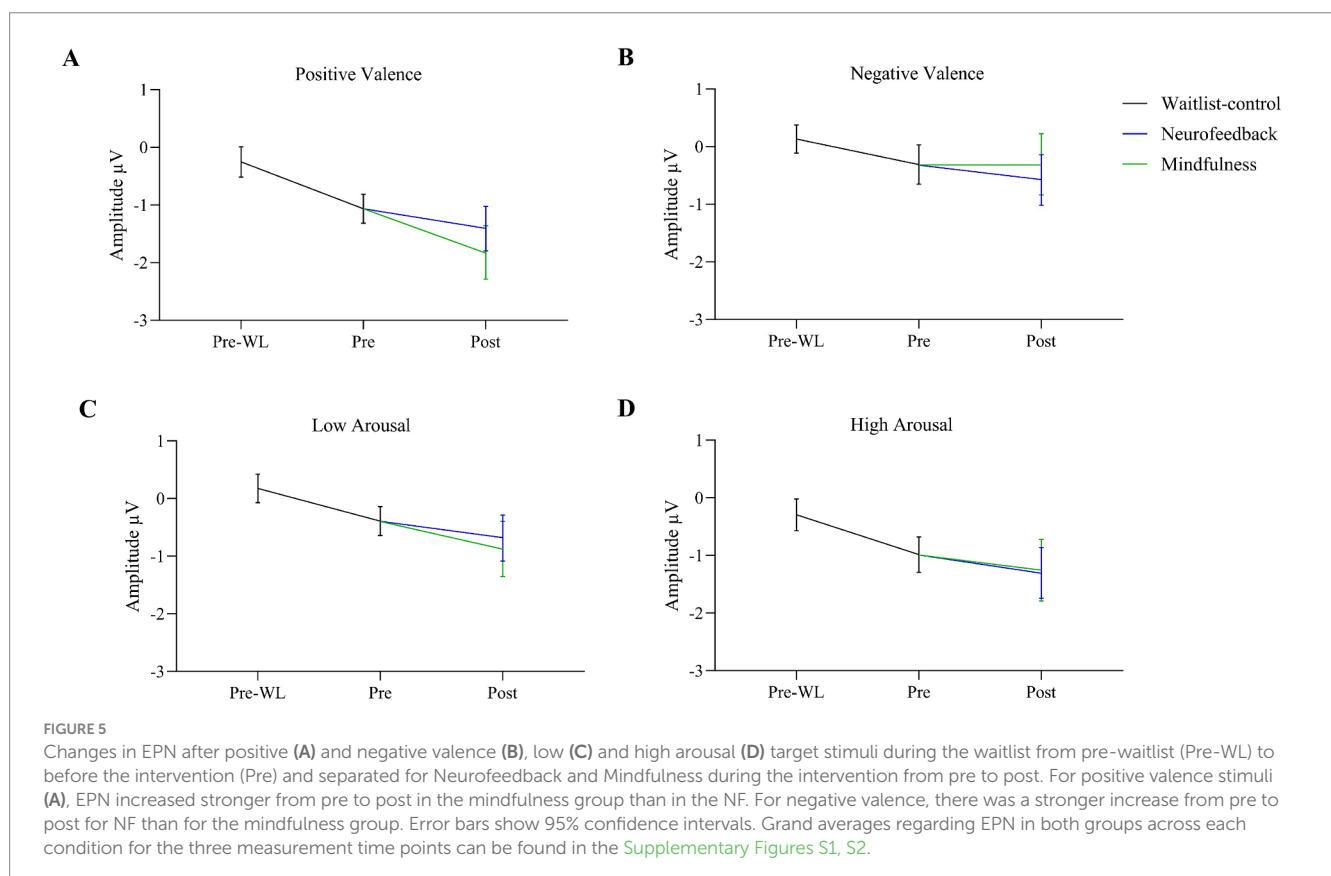 A
Positive Valence
1
0
-1
-2
-3
Amplitude µV
Pre-WL
Pre
Post
B
Negative Valence
1
0
-1
-2
-3
Amplitude µV
Pre-WL
Pre
Post
Waitlist-control
Neurofeedback
Mindfulness
C
Low Arousal
1
0
-1
-2
-3
Amplitude µV
Pre-WL
Pre
Post
D
High Arousal
1
0
-1
-2
-3
Amplitude µV
Pre-WL
Pre
Post
FIGURE 5
Changes in EPN after positive (A) and negative valence (B), low (C) and high arousal (D) target stimuli during the waitlist from pre-waitlist (Pre-WL) to
before the intervention (Pre) and separated for Neurofeedback and Mindfulness during the intervention from pre to post. For positive valence stimuli
(A), EPN increased stronger from pre to post in the mindfulness group than in the NF. For negative valence, there was a stronger increase from pre to
post for NF than for the mindfulness group. Error bars show 95% confidence intervals. Grand averages regarding EPN in both groups across each
condition for the three measurement time points can be found in the Supplementary Figures S1, S2.